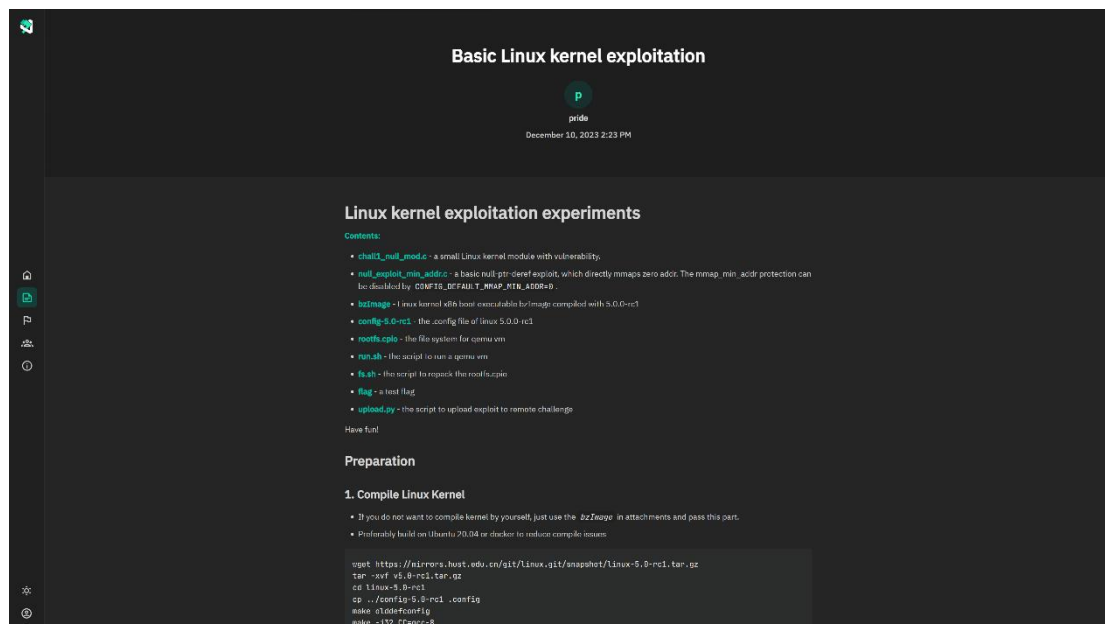 Basic Linux kernel exploitation
p
pride
December 10, 2023 2:23 PM
Linux kernel exploitation experiments
Contents:
• chall1_null_mod.c - a small Linux kernel module with vulnerability.
• null_exploit_min_addr.c - a basic null-ptr-deref exploit, which directly mmaps zero addr. The mmap_min_addr protection can
be disabled by CONFIG_DEFAULT_MMAP_MIN_ADDR=0 .
• bzImage - Linux kernel x86 boot executable bzImage compiled with 5.0.0-rc1
• config-5.0-rc1 - the .config file of linux 5.0.0-rc1
• rootfs.cpio - the file system for qemu vm
• run.sh - the script to run a qemu vm
• fs.sh - the script to repack the rootfs.cpio
• flag - a test flag
• upload.py - the script to upload exploit to remote challenge
Have fun!
Preparation
1. Compile Linux Kernel
• If you do not want to compile kernel by yourself, just use the bzImage in attachments and pass this part.
• Preferably build on Ubuntu 20.04 or docker to reduce compile issues
wget https://mirrors.hust.edu.cn/git/linux.git/snapshot/linux-5.0-rc1.tar.gz
tar -xvf v5.0-rc1.tar.gz
cd linux-5.0-rc1
cp ../config-5.0-rc1 .config
make olddefconfig
make -j32 CC=gcc-8